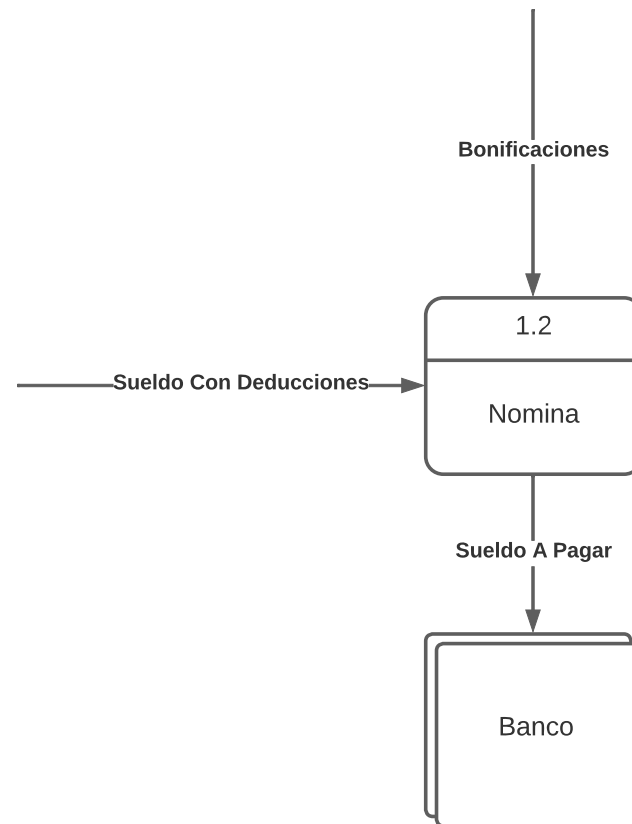 Bonificaciones
1.2
Sueldo Con Deducciones
Nomina
Sueldo A Pagar
Banco